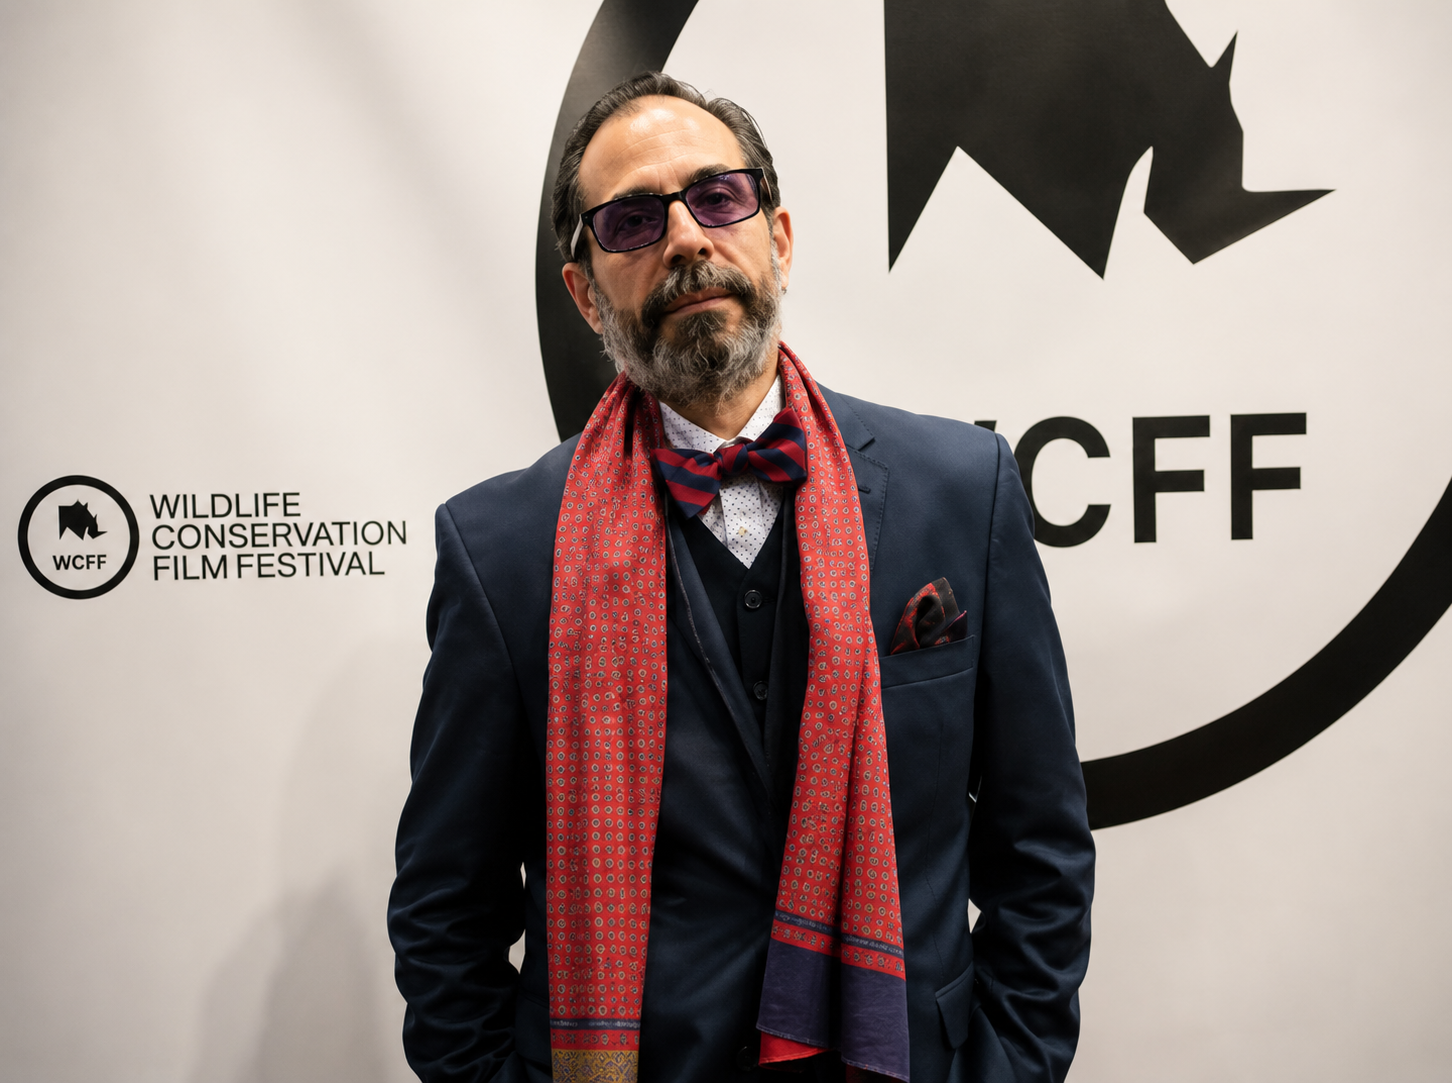 WCFF
WILDLIFE
CONSERVATION
FILM FESTIVAL
CFF